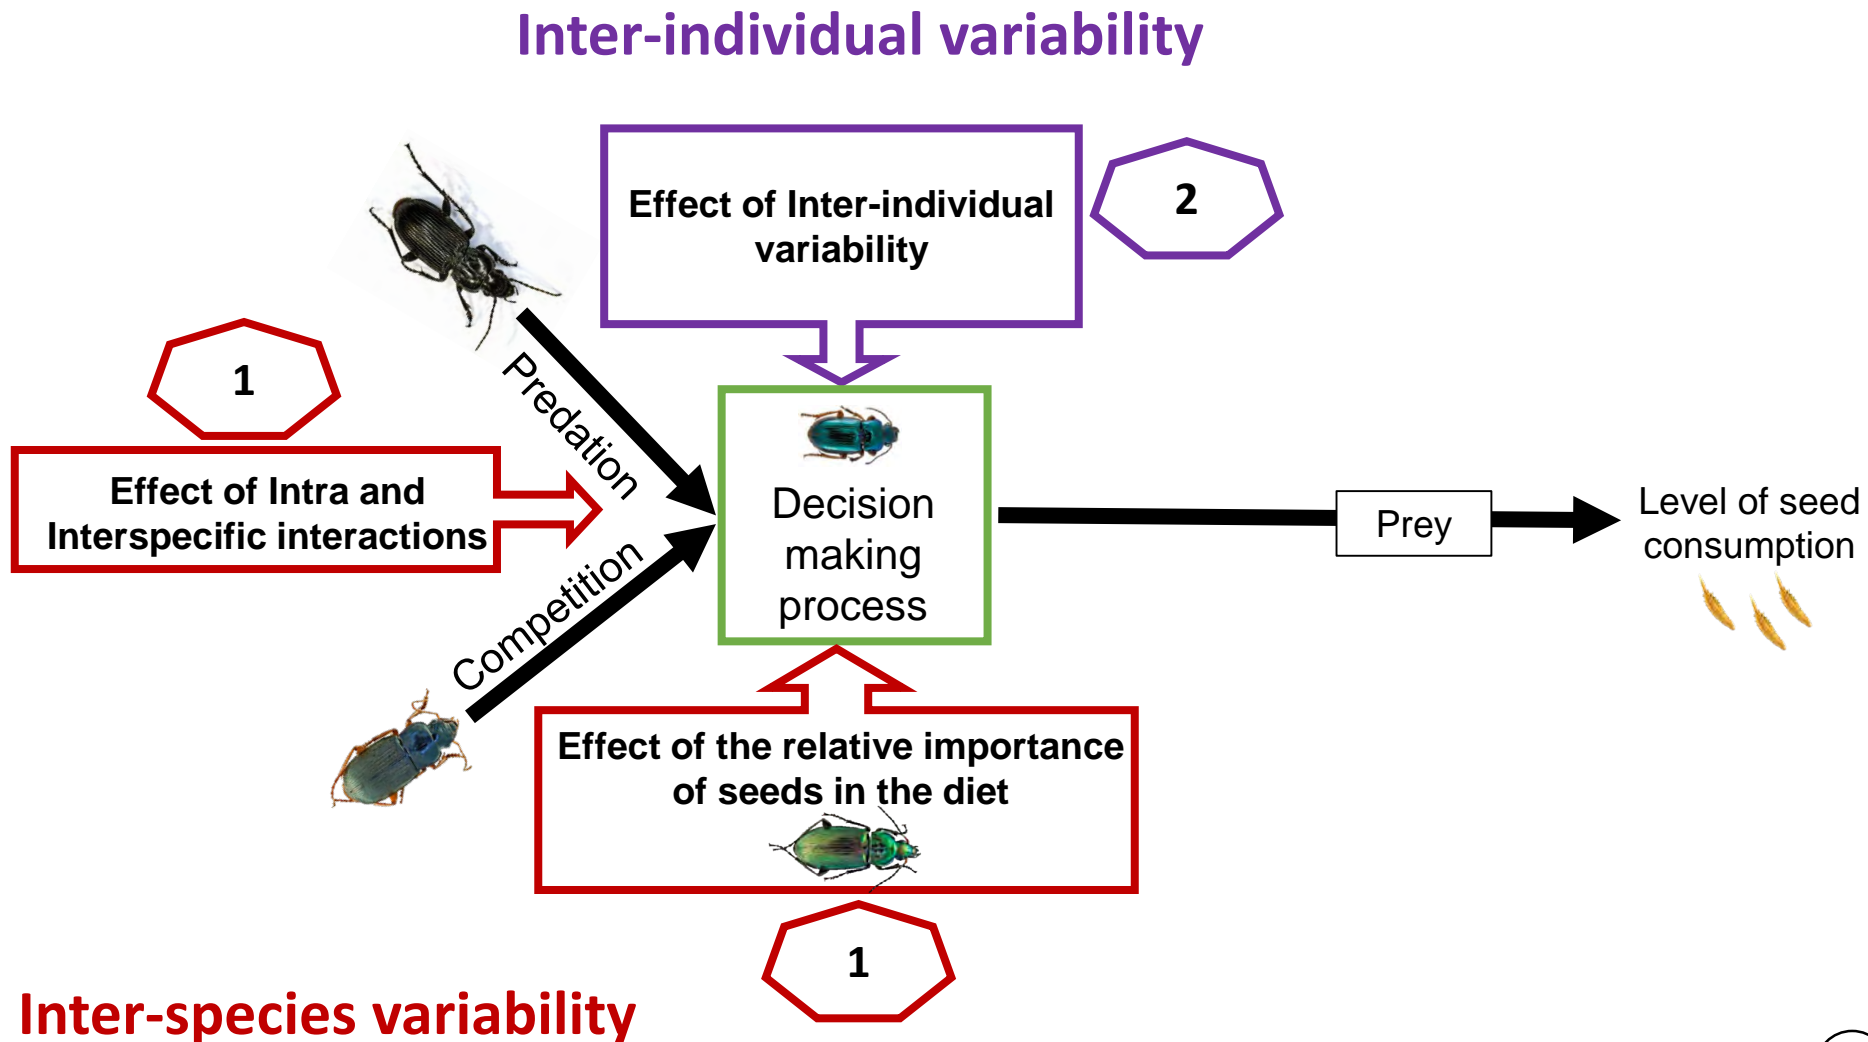 Inter-individual variability
Effect of Inter-individual
variability
2
1
Predation
Effect of Intra and
Interspecific interactions
Competition
Decision
making
process
Prey
Level of seed
consumption
Effect of the relative importance
of seeds in the diet
1
Inter-species variability